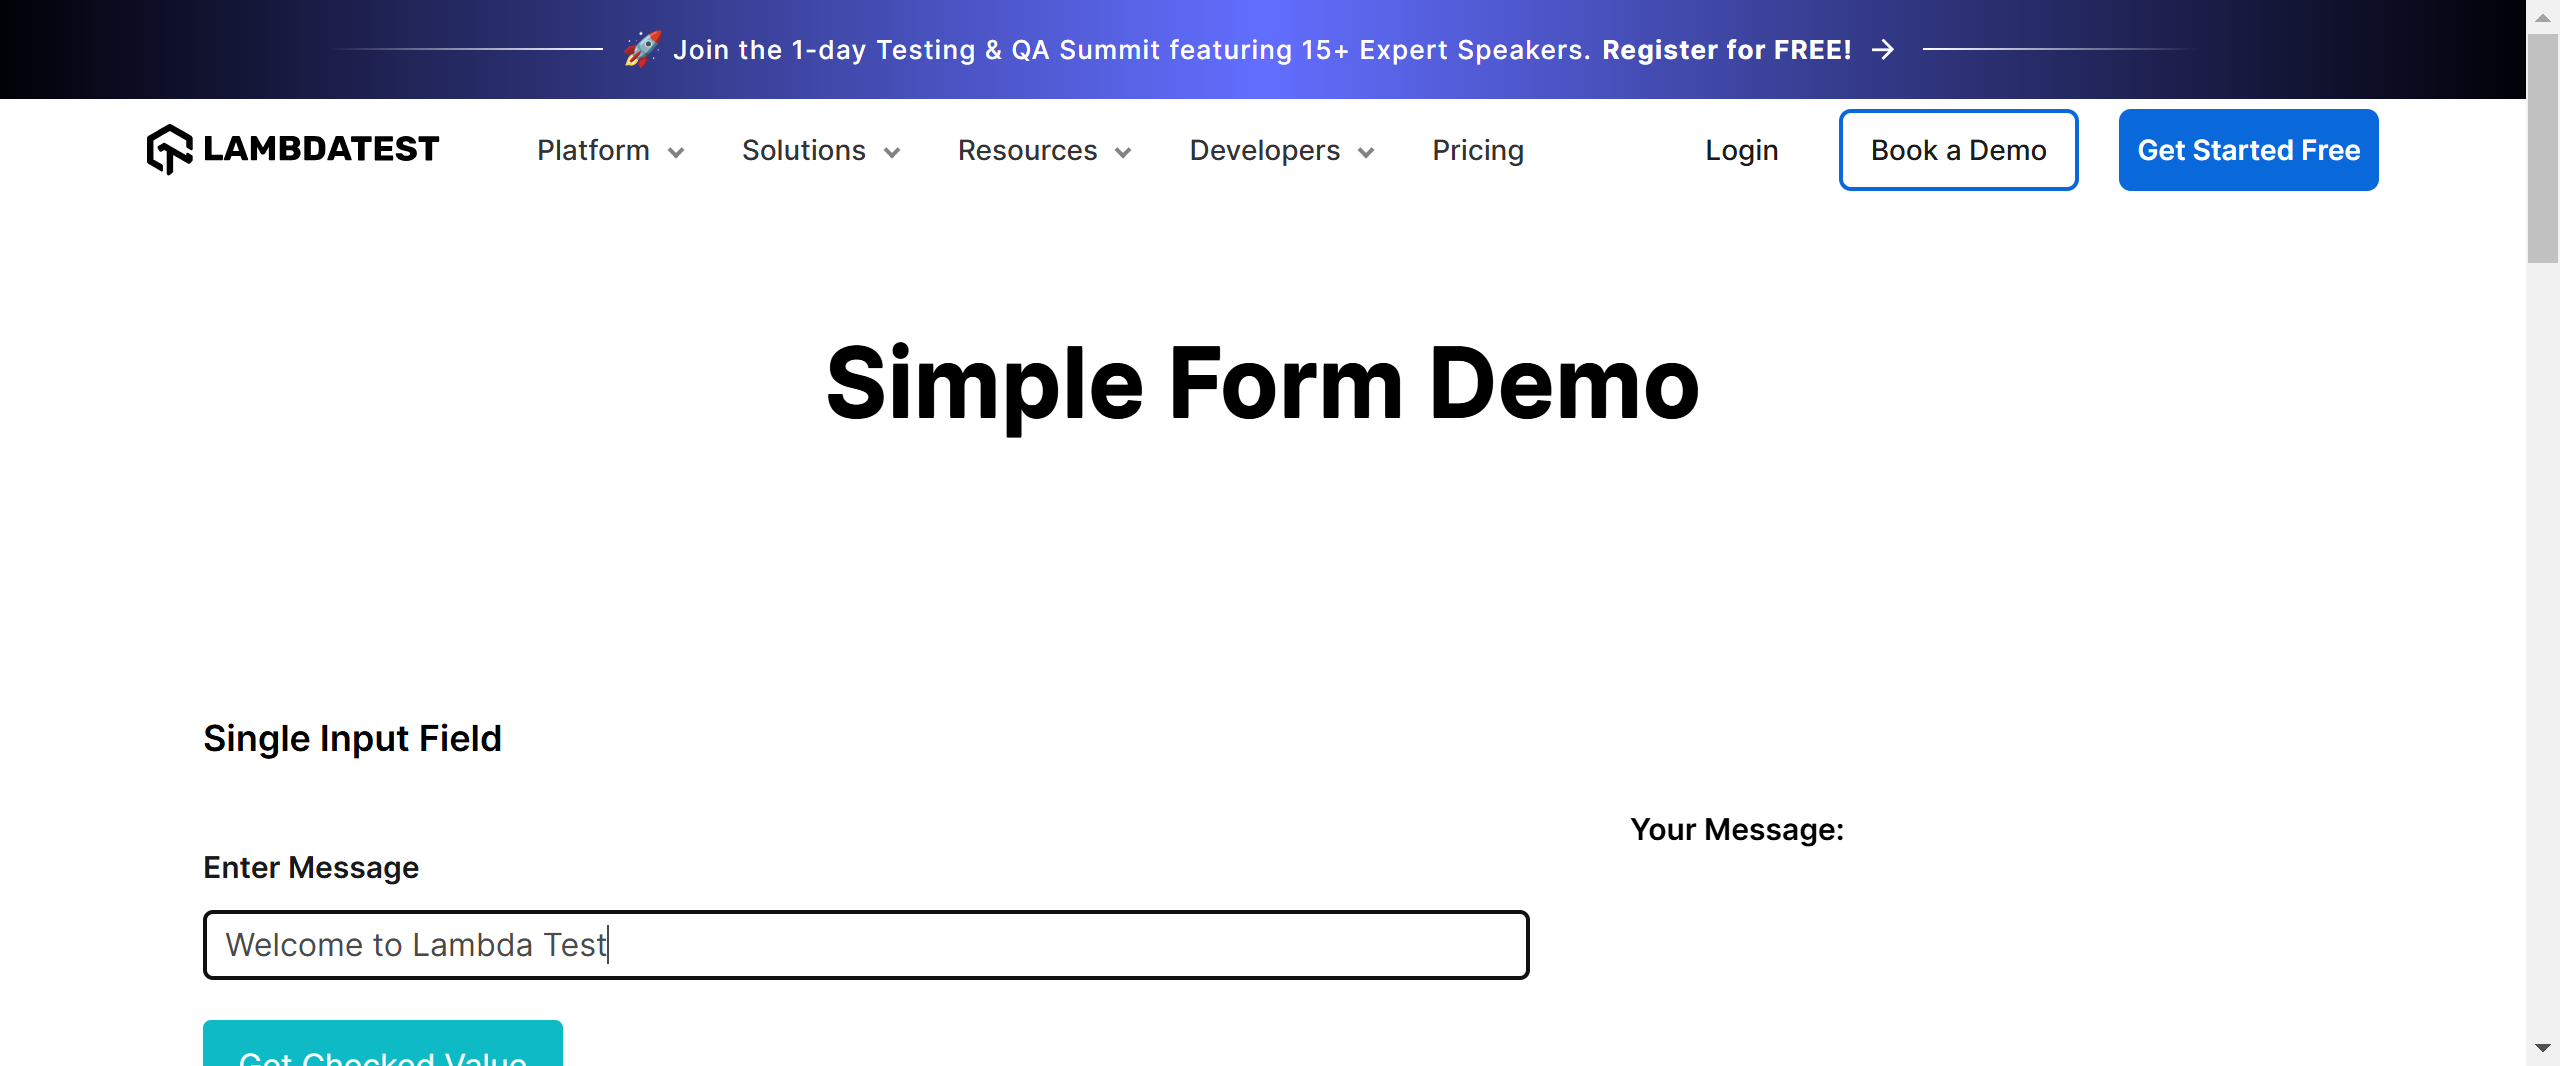 Join the 1-day Testing & QA Summit featuring 15+ Expert Speakers. Register for FREE!
LAMBDATEST Platform Solutions Resources Developers Pricing Login Book a Demo Get Started Free
Simple Form Demo
Single Input Field
Your Message:
Enter Message
Welcome to Lambda Test
Get Checked Value